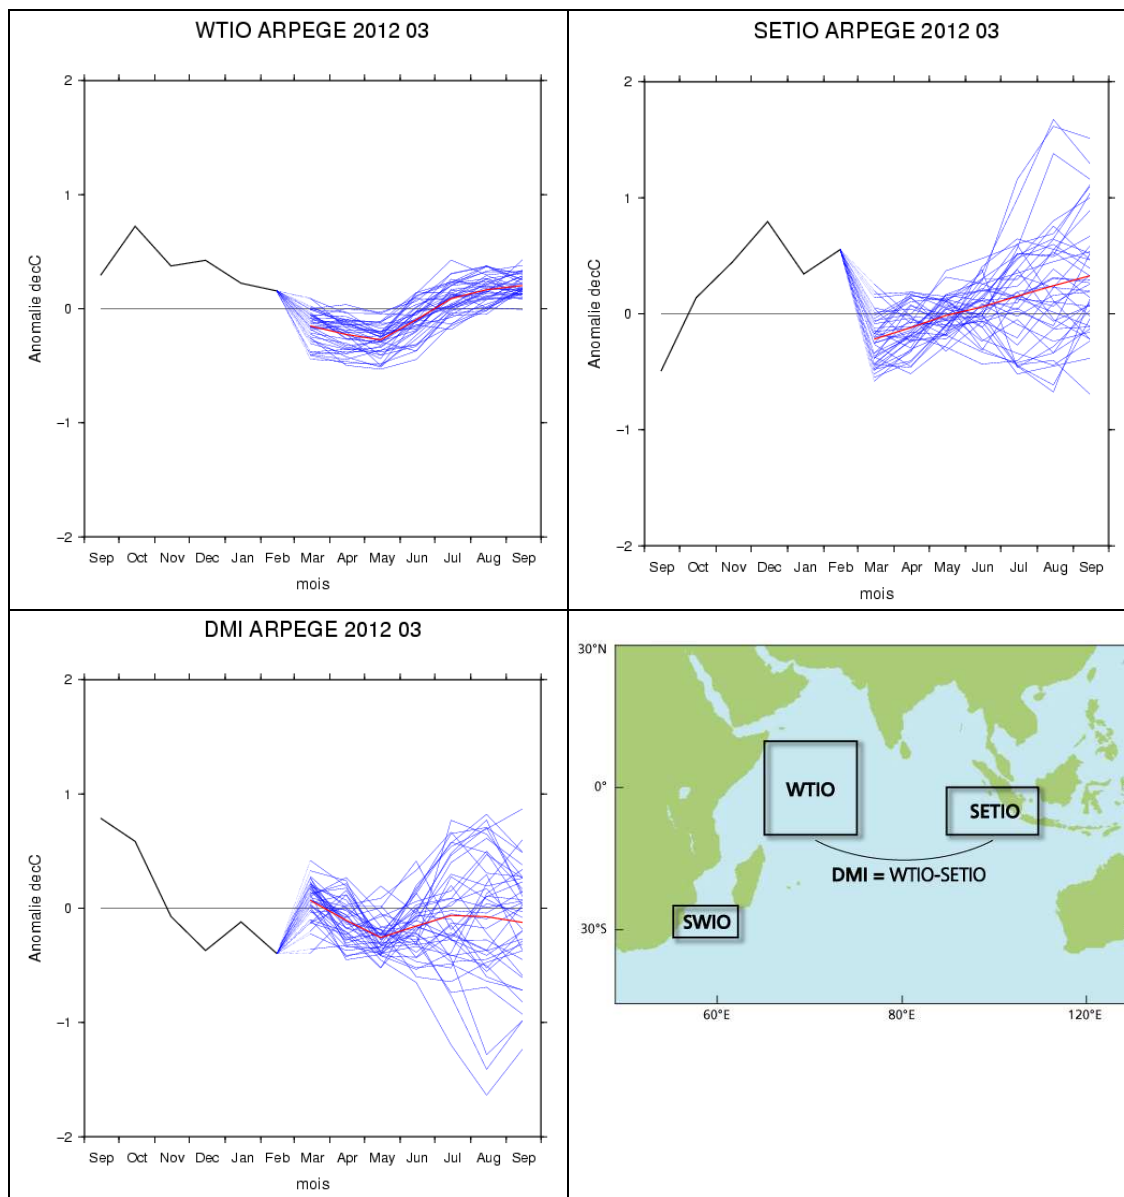 WTIO ARPEGE 2012 03
2
1
0
−1
−2
Anomalie decC
Sep Oct Nov Dec Jan Feb Mar Apr May Jun Jul Aug Sep
mois
SETIO ARPEGE 2012 03
2
1
0
−1
−2
Anomalie decC
Sep Oct Nov Dec Jan Feb Mar Apr May Jun Jul Aug Sep
mois
DMI ARPEGE 2012 03
2
1
0
−1
−2
Anomalie decC
Sep Oct Nov Dec Jan Feb Mar Apr May Jun Jul Aug Sep
mois
30°N
0°
30°S
WTIO
SETIO
DMI = WTIO-SETIO
SWIO
60°E 80°E 120°E